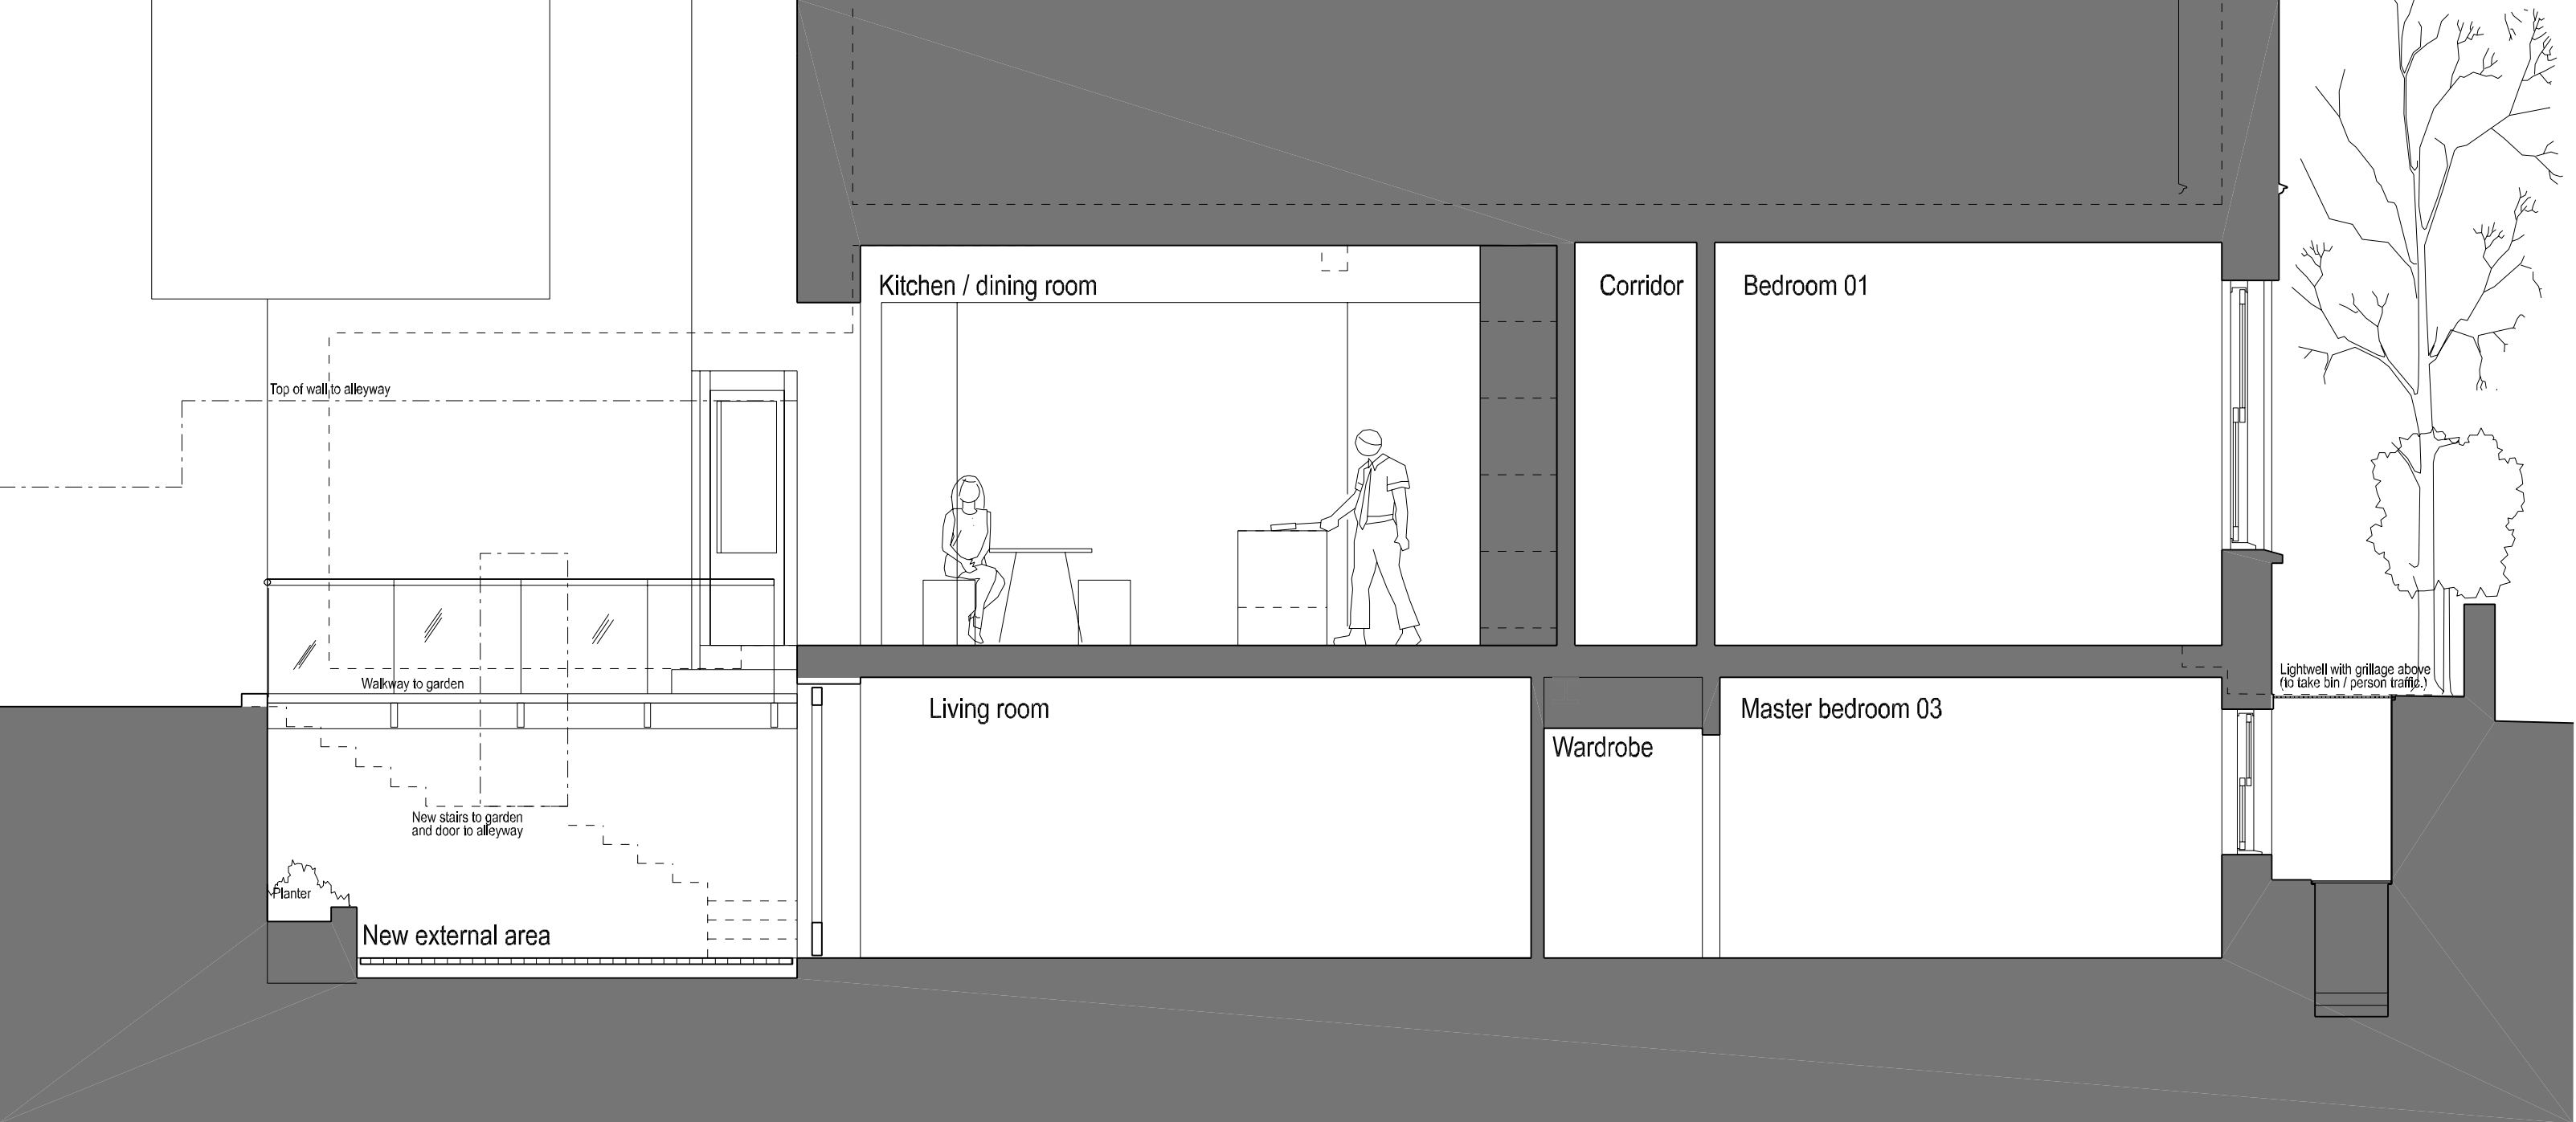 Kitchen / dining room
Corridor
Bedroom 01
Top of wall to alleyway
Walkway to garden
Lightwell with grillage above
(to take bin / person traffic.)
Living room
Master bedroom 03
Wardrobe
New stairs to garden
and door to alleyway
Planter
New external area